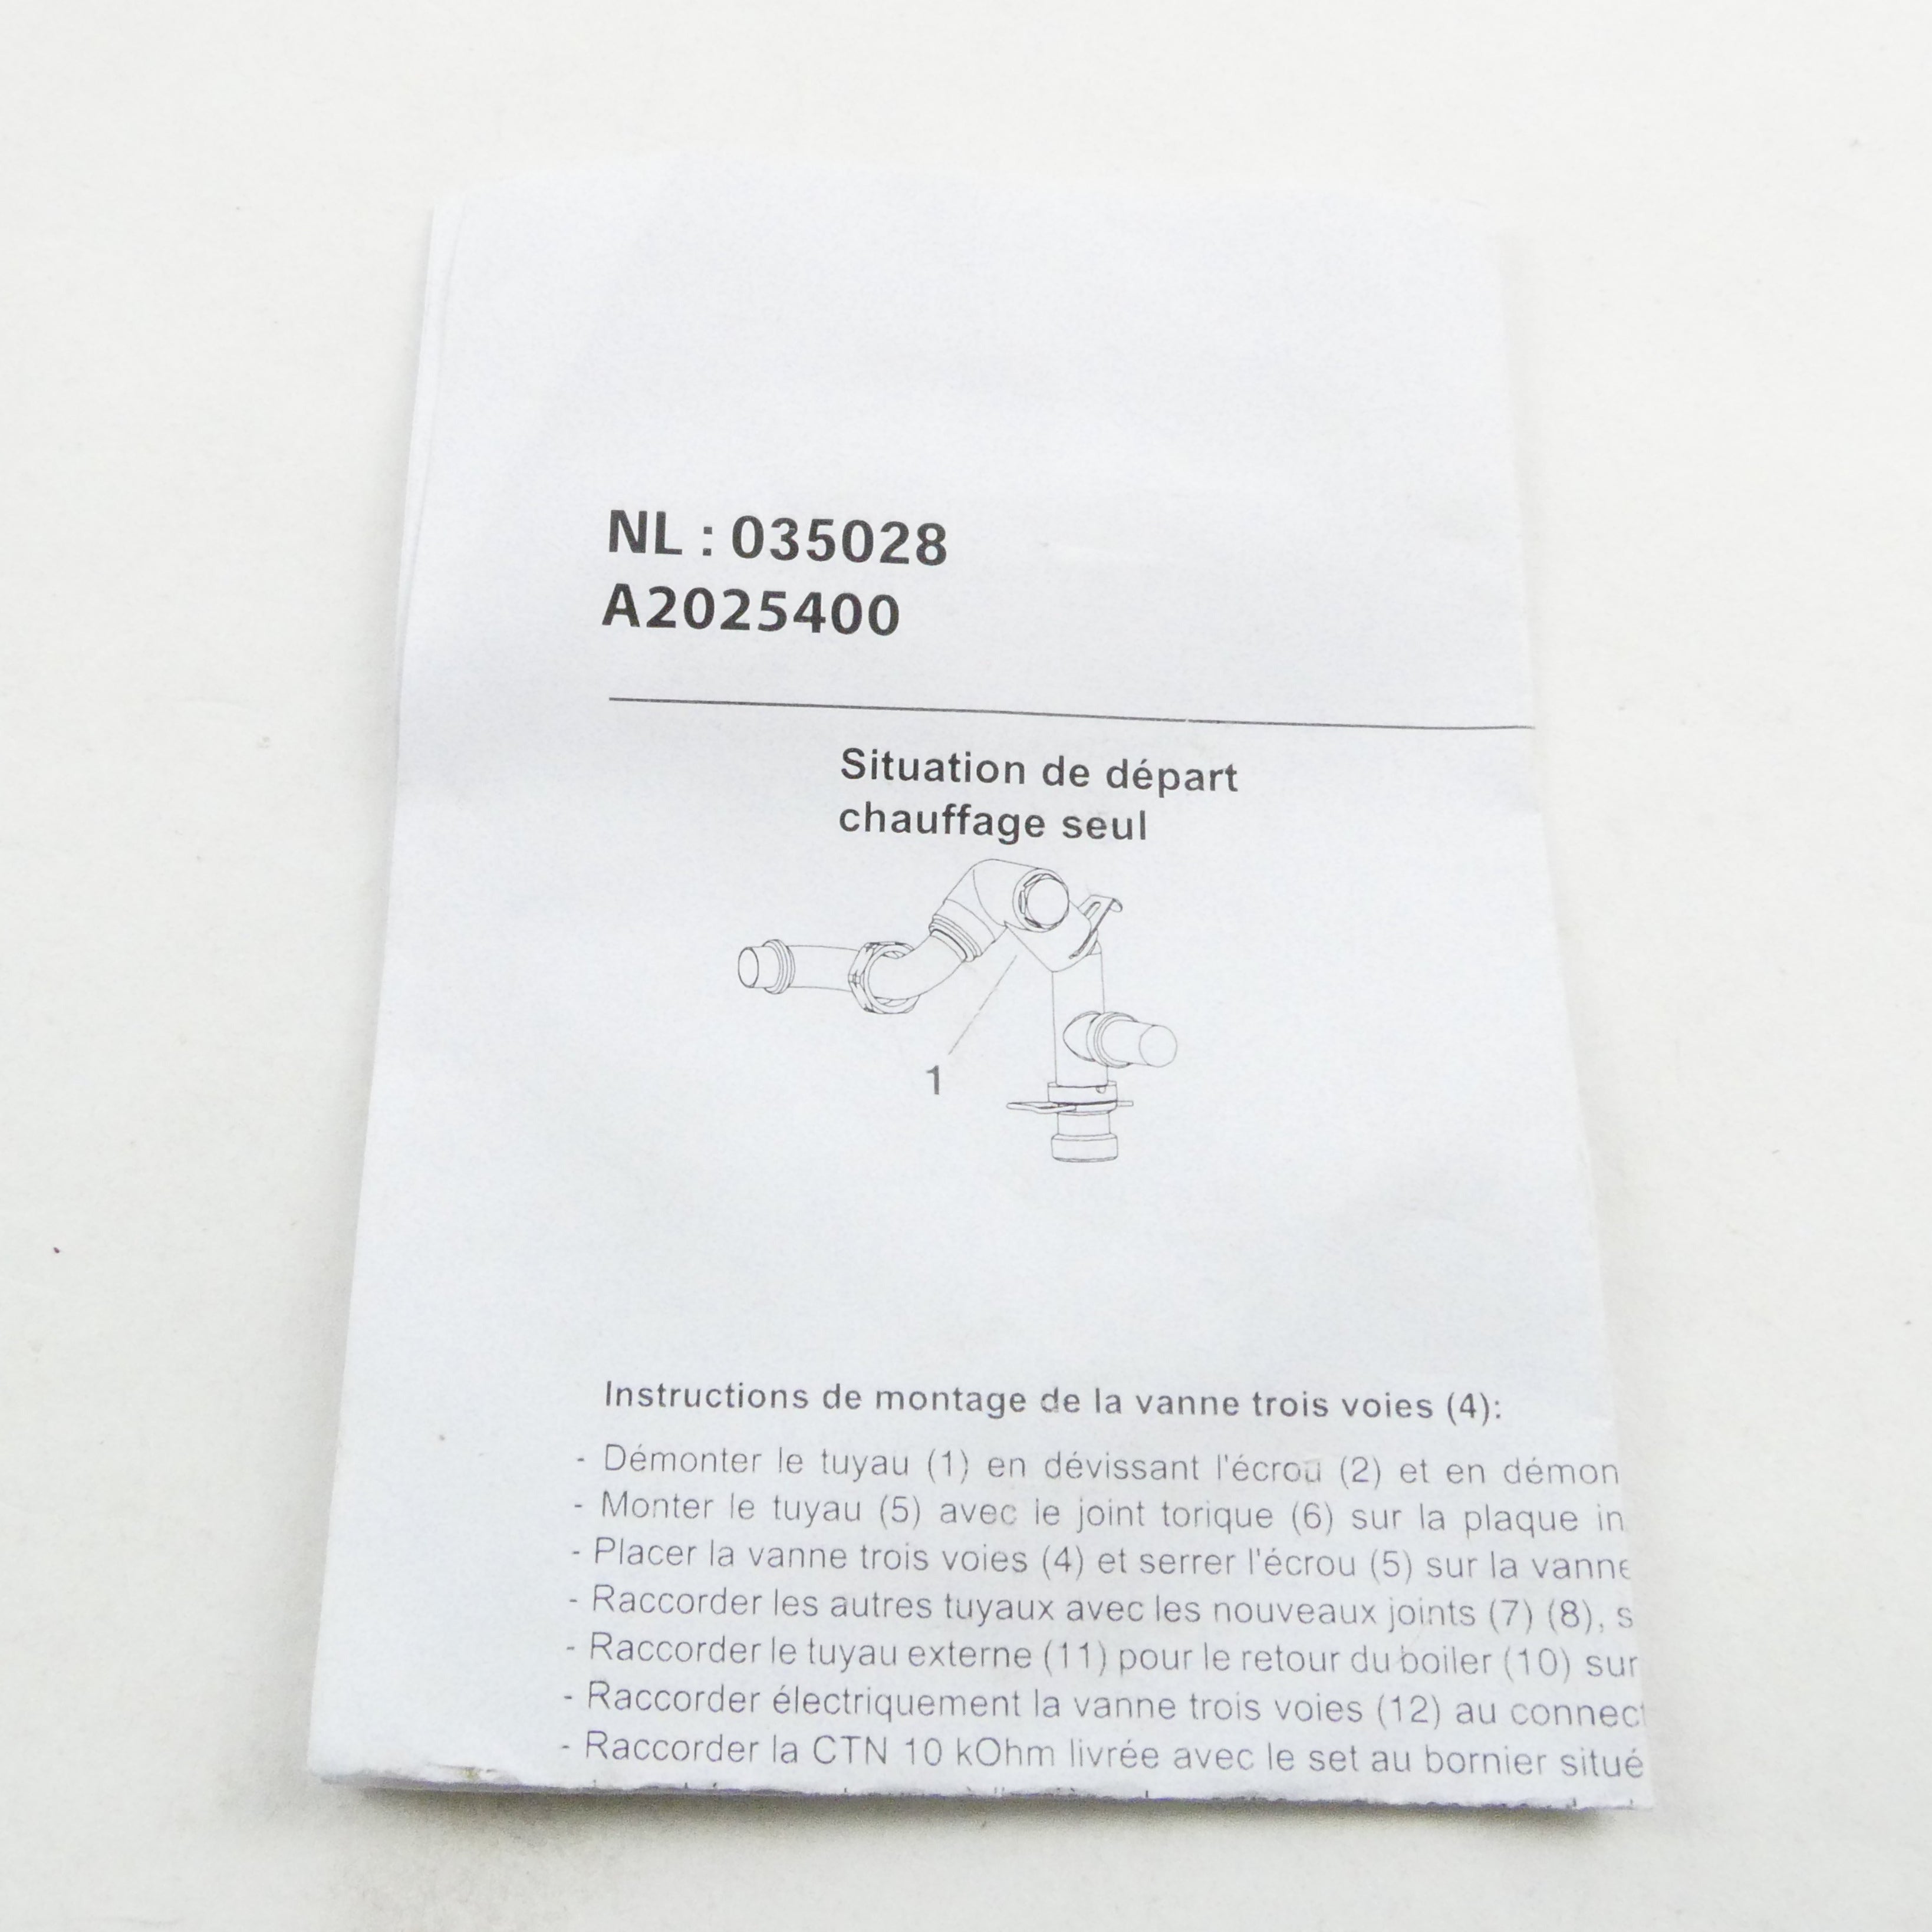 NL : 035028
A2025400
Situation de départ
chauffage seul
1
Instructions de montage de la vanne trois voies (4):
- Démonter le tuyau (1) en dévissant l'écrou (2) et en démon
- Monter le tuyau (5) avec le joint torique (6) sur la plaque in
- Placer la vanne trois voies (4) et serrer l'écrou (5) sur la vanne
- Raccorder les autres tuyaux avec les nouveaux joints (7) (8), s
- Raccorder le tuyau externe (11) pour le retour du boiler (10) sur
- Raccorder électriquement la vanne trois voies (12) au connect
- Raccorder la CTN 10 kOhm livrée avec le set au bornier situé